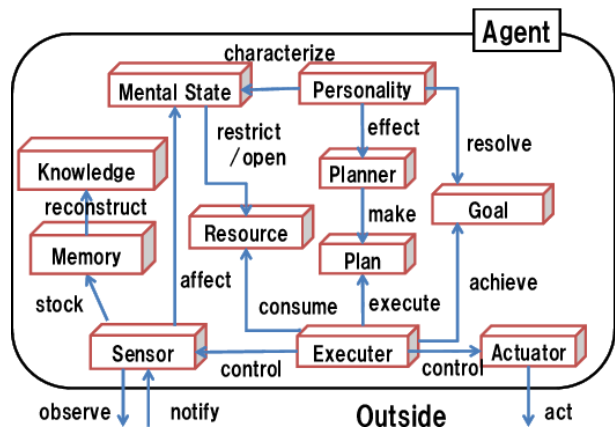 Agent
characterize
Mental State
Personality
restrict
/open
effect
resolve
Knowledge
Planner
reconstruct
Resource
make
Goal
Memory
Plan
affect
achieve
stock
consume
execute
Sensor
Executer
Actuator
control
control
observe
notify
Outside
act